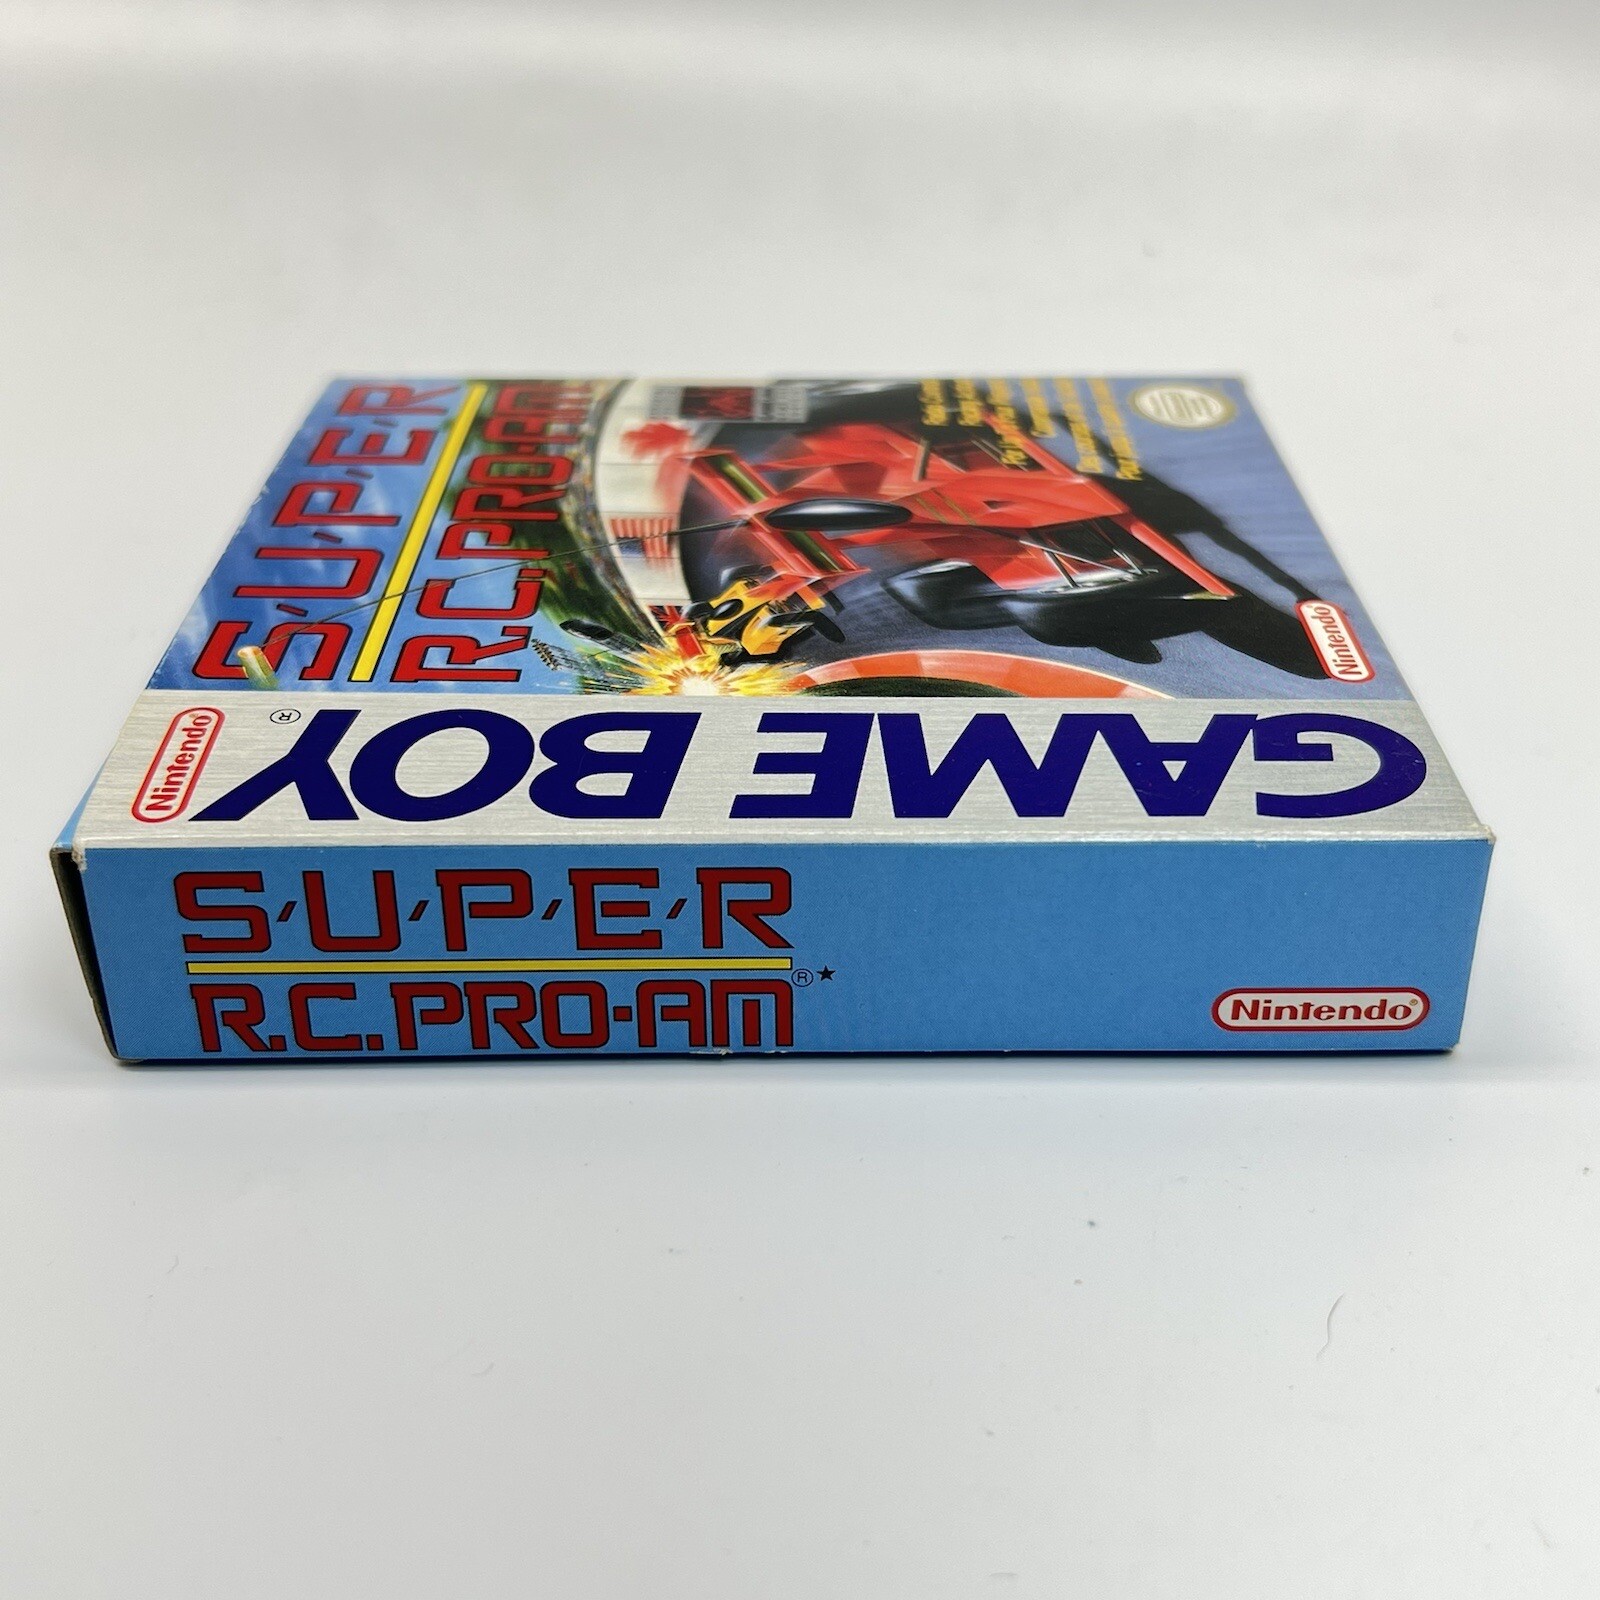 S·U·P·E·R
R.C. PRO-AM
Nintendo
Nintendo
GAME BOY®
S·U·P·E·R
R.C. PRO-AM®★
Nintendo®